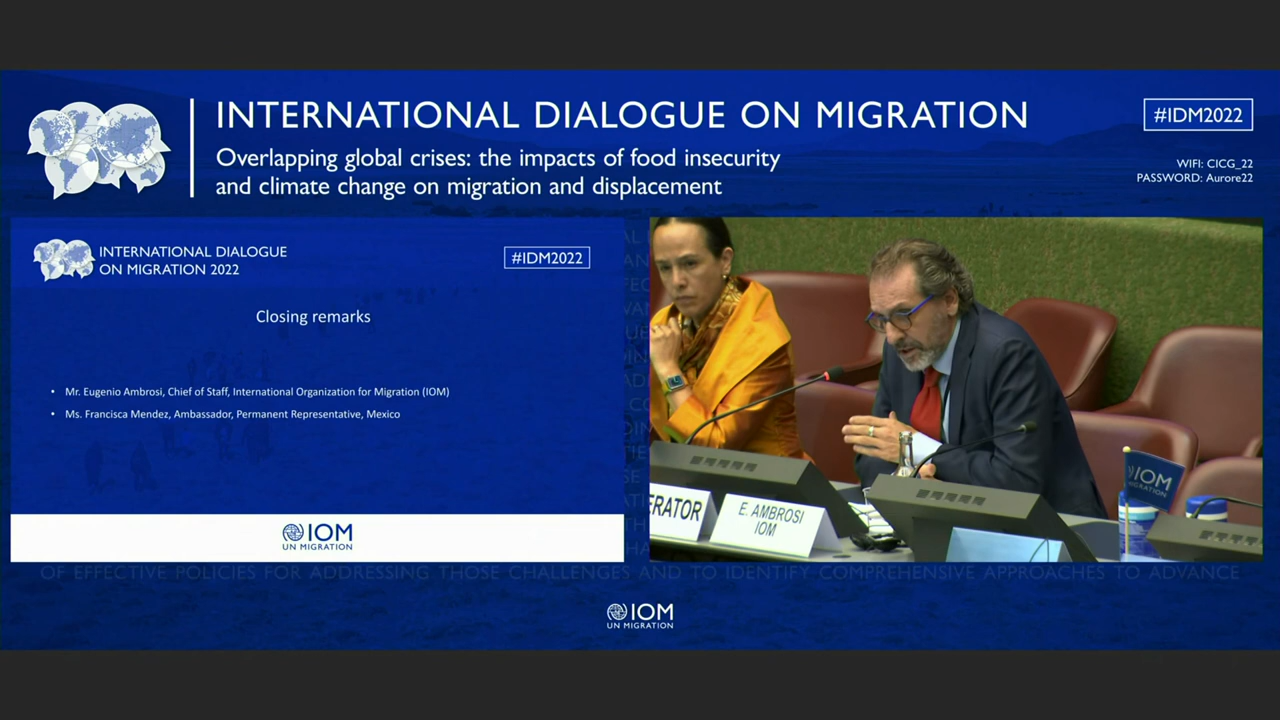 INTERNATIONAL DIALOGUE ON MIGRATION
Overlapping global crises: the impacts of food insecurity
and climate change on migration and displacement
#IDM2022
WIFI: CICG_22
PASSWORD: Aurore22
INTERNATIONAL DIALOGUE
ON MIGRATION 2022
#IDM2022
Closing remarks
• Mr. Eugenio Ambrosi, Chief of Staff, International Organization for Migration (IOM)
• Ms. Francisca Mendez, Ambassador, Permanent Representative, Mexico
IOM
UN MIGRATION
ERATOR
E. AMBROSI
IOM
IOM
MIGRATION
OF EFFECTIVE POLICIES FOR ADDRESSING THOSE CHALLENGES AND TO IDENTIFY COMPREHENSIVE APPROACHES TO ADVANCE
IOM
UN MIGRATION